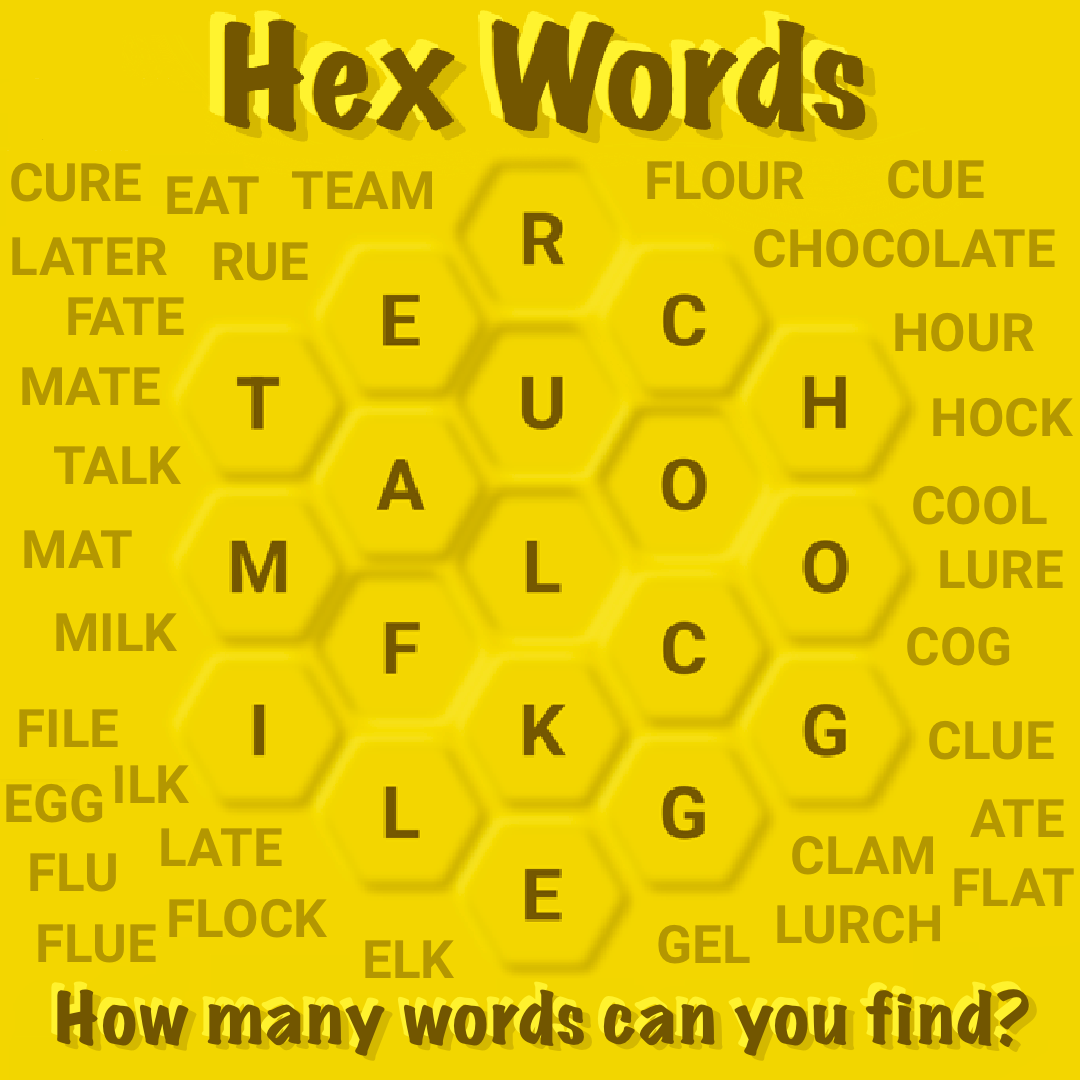 Hex Words
CURE EAT TEAM FLOUR CUE
LATER RUE CHOCOLATE
FATE HOUR
MATE HOCK
TALK
COOL
MAT LURE
MILK COG
FILE CLUE
EGG ILK ATE
LATE CLAM
FLU FLAT
FLOCK LURCH
FLUE ELK GEL
R
E C
T U H
A O
M L O
F C
I K G
L G
E
How many words can you find?